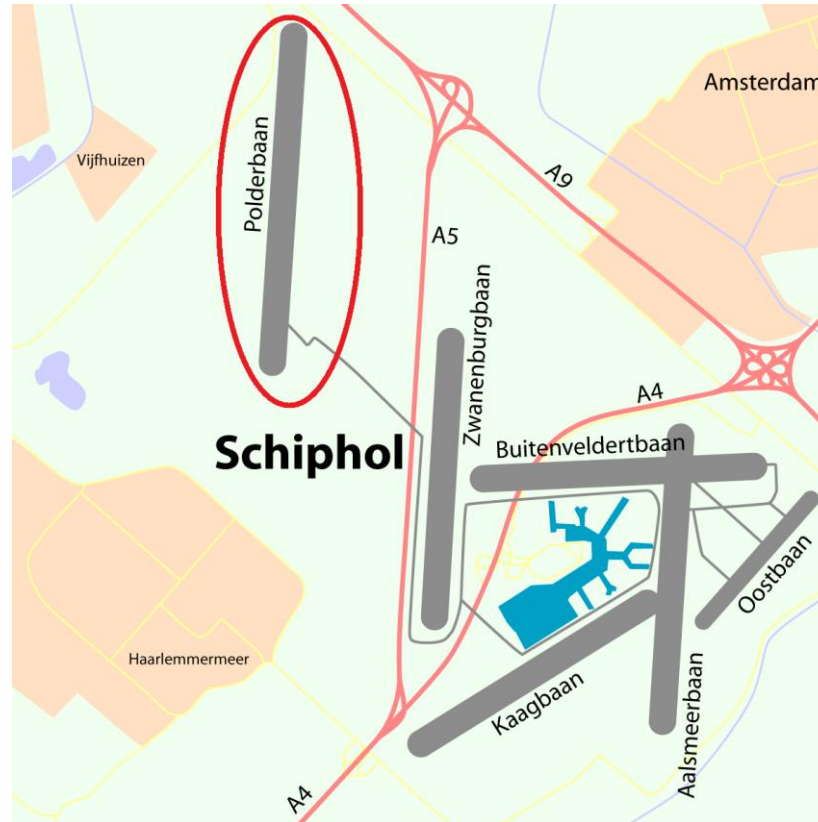 Amsterdam
Vijfhuizen
Polderbaan
A9
A5
Zwanenburgbaan
A4
Schiphol
Buitenveldertbaan
Oostbaan
Haarlemmermeer
Kaagbaan
Aalsmeerbaan
A4